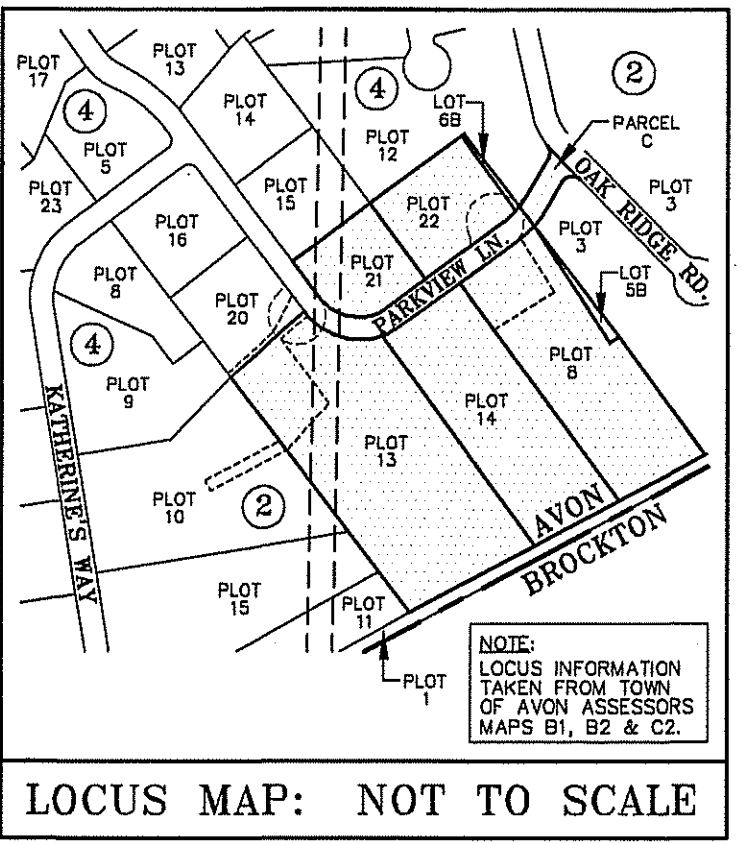 PLOT
17
PLOT
13
4
PLOT
14
4
2
LOT
6B
PARCEL
C
PLOT
5
PLOT
12
PLOT
23
PLOT
15
PLOT
22
OAK RIDGE RD.
PLOT
3
PLOT
16
PLOT
3
PLOT
8
PLOT
21
PARKVIEW LN.
LOT
5B
PLOT
20
4
PLOT
9
PLOT
8
PLOT
14
KATHERINE'S WAY
PLOT
13
PLOT
10
2
AVON
BROCKTON
PLOT
15
PLOT
11
PLOT
1
NOTE:
LOCUS INFORMATION
TAKEN FROM TOWN
OF AVON ASSESSORS
MAPS B1, B2 & C2.
LOCUS MAP: NOT TO SCALE